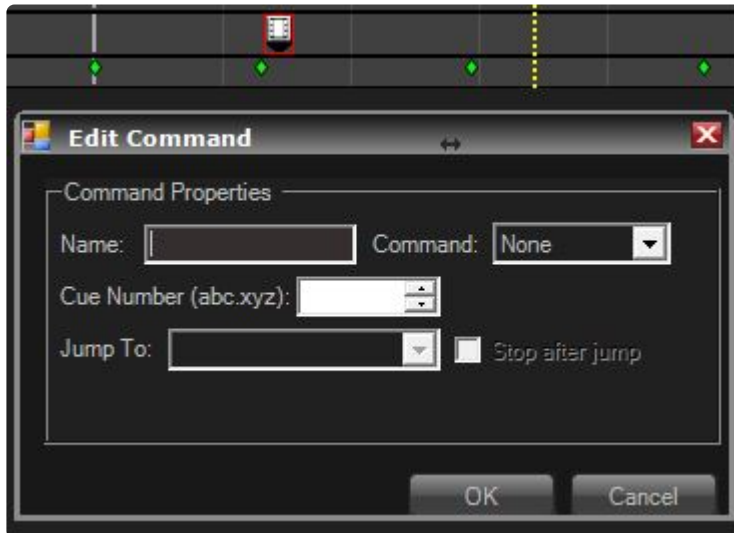 Edit Command
Command Properties
Name: Command: None
Cue Number (abc.xyz):
Jump To: Stop after jump
OK Cancel